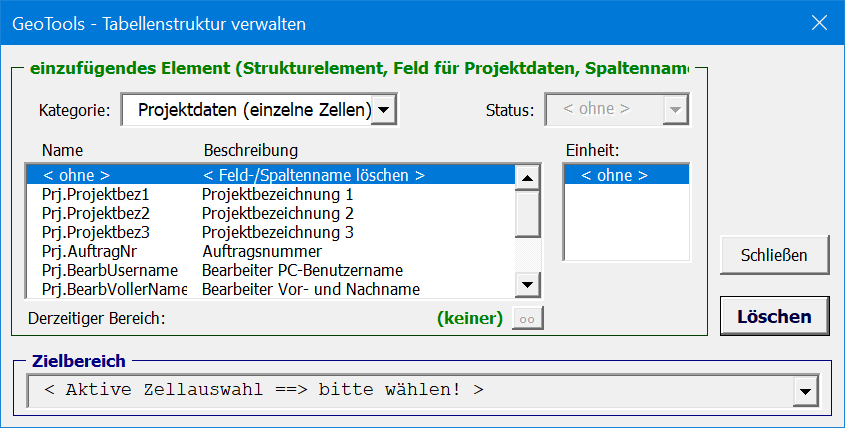 GeoTools - Tabellenstruktur verwalten
einzufügendes Element (Strukturelement, Feld für Projektdaten, Spaltenname
Kategorie: Projektdaten (einzelne Zellen) Status: < ohne >
Name Beschreibung Einheit:
< ohne > < Feld-/Spaltenname löschen > < ohne >
Prj.Projektbez1 Projektbezeichnung 1
Prj.Projektbez2 Projektbezeichnung 2
Prj.Projektbez3 Projektbezeichnung 3
Prj.AuftragNr Auftragsnummer
Prj.BearbUsername Bearbeiter PC-Benutzername
Prj.BearbVollerName Bearbeiter Vor- und Nachname
Schließen
Derzeitiger Bereich: (keiner) oo
Löschen
Zielbereich
< Aktive Zellauswahl ==> bitte wählen! >